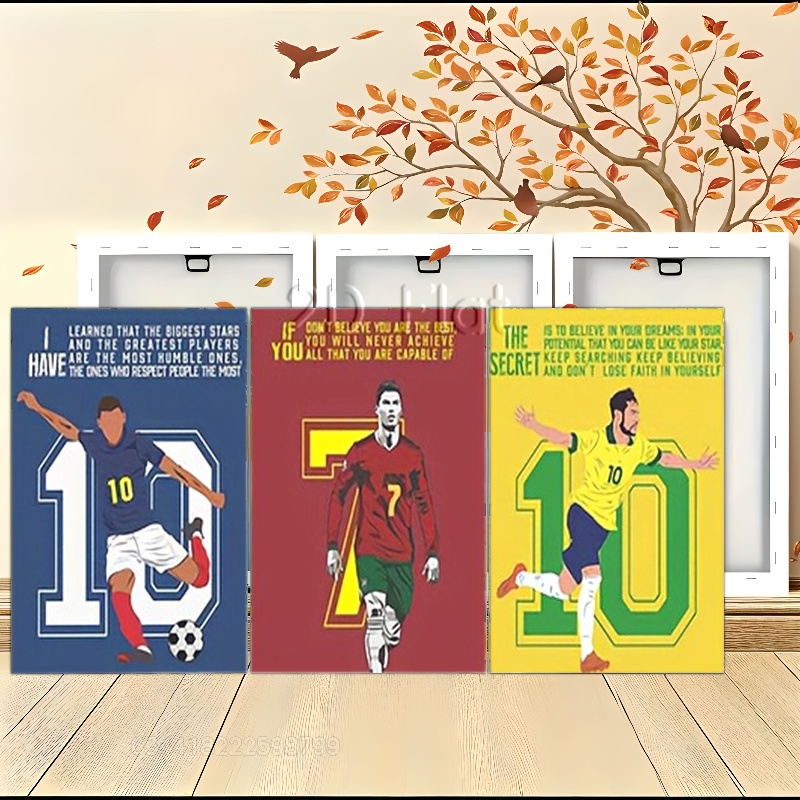 2D Flat
I HAVE
LEARNED THAT THE BIGGEST STARS
AND THE GREATEST PLAYERS
ARE THE MOST HUMBLE ONES,
THE ONES WHO RESPECT PEOPLE THE MOST
10
10
IF YOU
DON'T BELIEVE YOU ARE THE BEST,
YOU WILL NEVER ACHIEVE
ALL THAT YOU ARE CAPABLE OF
7
7
THE SECRET
IS TO BELIEVE IN YOUR DREAMS; IN YOUR
POTENTIAL THAT YOU CAN BE LIKE YOUR STAR,
KEEP SEARCHING KEEP BELIEVING
AND DON'T LOSE FAITH IN YOURSELF
10
10